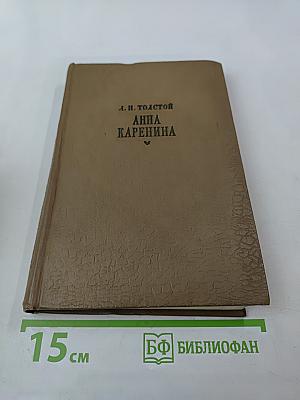 Л. Н. ТОЛСТОЙ
АННА
КАРЕНИНА
15 см
БФ БИБЛИОФАН